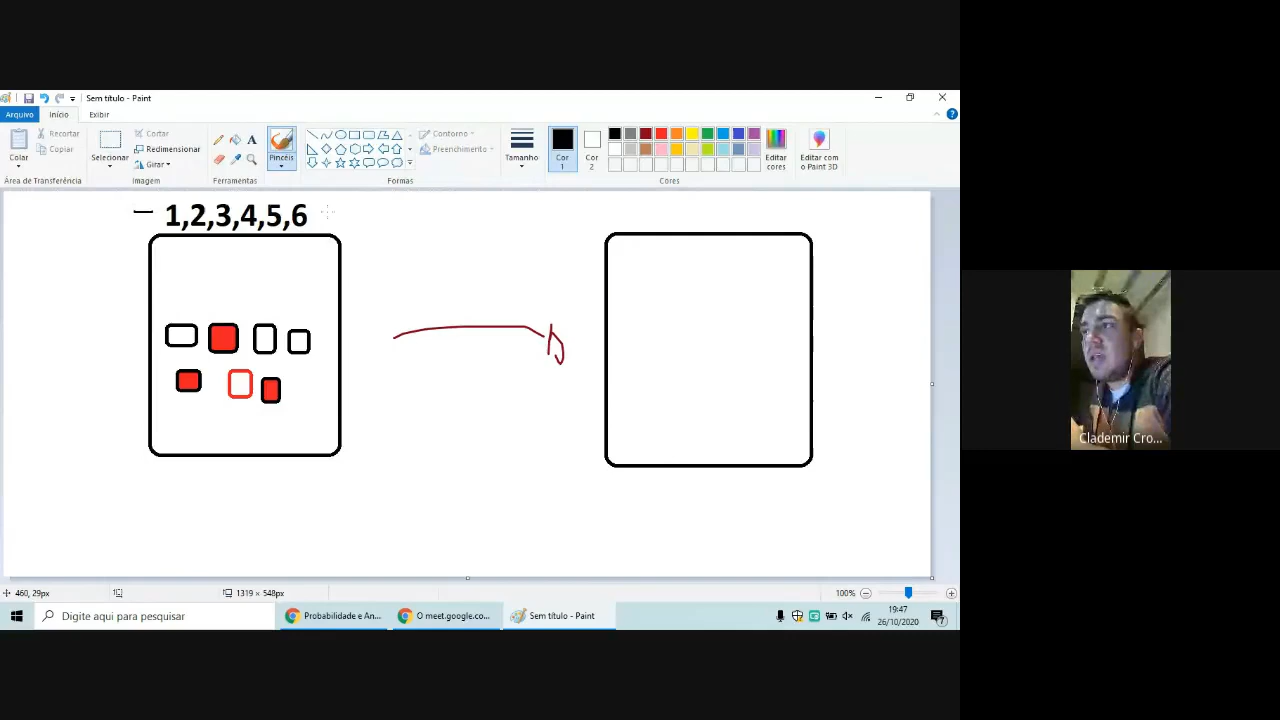 Sem título - Paint
Arquivo Início Exibir
Colar
Recortar
Copiar
Área de Transferência
Selecionar
Cortar
Redimensionar
Girar
Imagem
A
Ferramentas
Pincéis
Contorno
Preenchimento
Formas
Tamanho
Cor 1
Cor 2
Editar cores
Cores
Editar com o Paint 3D
1,2,3,4,5,6
460, 29px
1319 × 548px
100%
Digite aqui para pesquisar
Probabilidade e An...
O meet.google.co...
Sem título - Paint
19:47
26/10/2020
Clademir Cro...